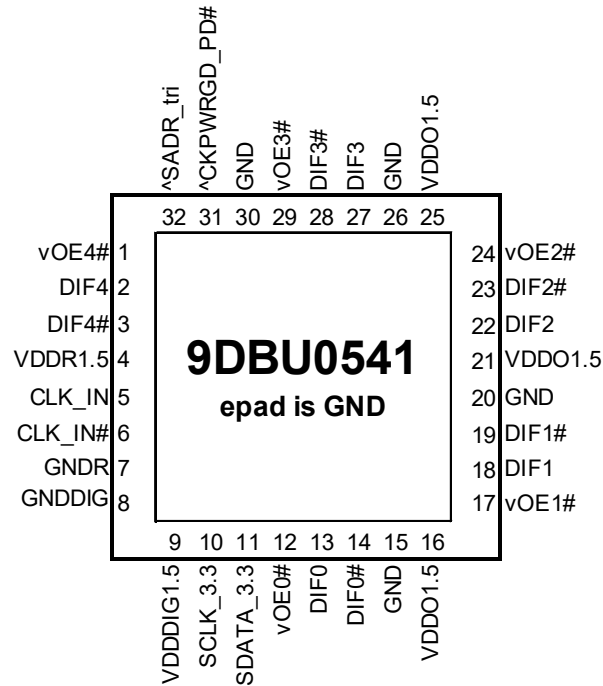 ^SADR_tri
^CKPWRGD_PD#
GND
vOE3#
DIF3#
DIF3
GND
VDDO1.5
32 31 30 29 28 27 26 25
vOE4# 1
DIF4 2
DIF4# 3
VDDR1.5 4
CLK_IN 5
CLK_IN# 6
GNDR 7
GNDDIG 8
9DBU0541
epad is GND
24 vOE2#
23 DIF2#
22 DIF2
21 VDDO1.5
20 GND
19 DIF1#
18 DIF1
17 vOE1#
9 10 11 12 13 14 15 16
VDDDIG1.5
SCLK_3.3
SDATA_3.3
vOE0#
DIF0
DIF0#
GND
VDDO1.5